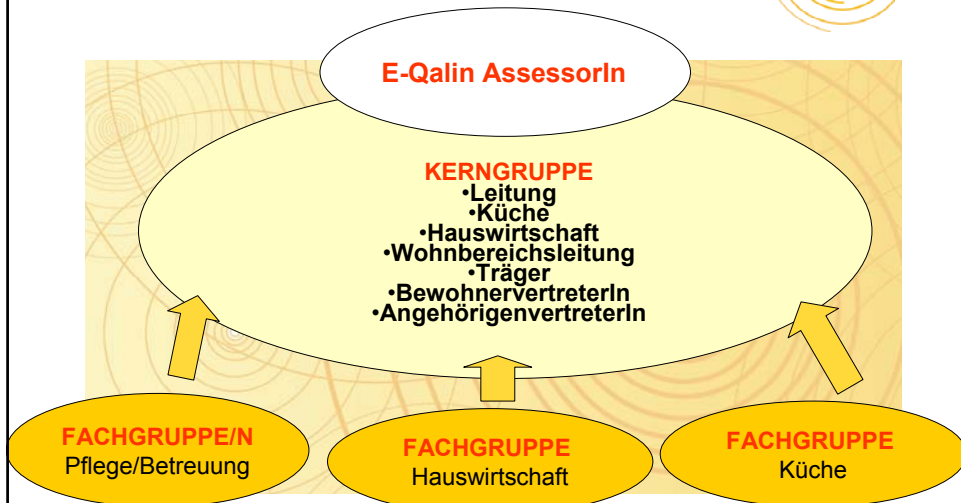 E-Qalin AssessorIn
KERNGRUPPE
•Leitung
•Küche
•Hauswirtschaft
•Wohnbereichsleitung
•Träger
•BewohnervertreterIn
•AngehörigenvertreterIn
FACHGRUPPE/N
Pflege/Betreuung
FACHGRUPPE
Hauswirtschaft
FACHGRUPPE
Küche